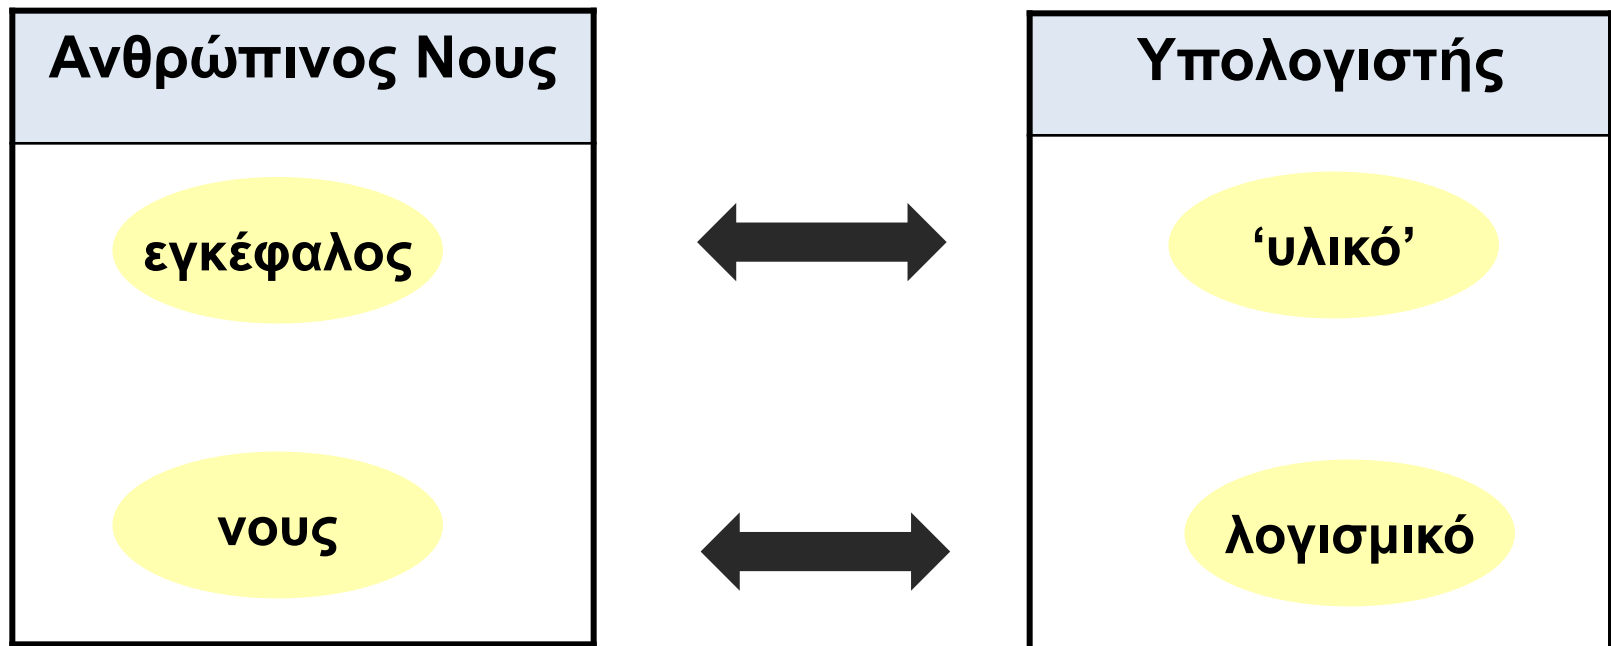 Ανθρώπινος Νους
εγκέφαλος
νους
Υπολογιστής
‘υλικό’
λογισμικό